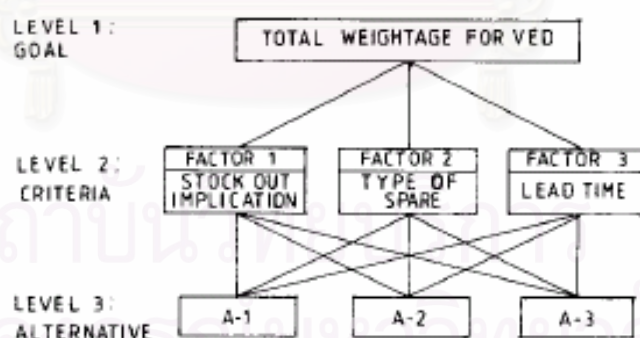 LEVEL 1:
GOAL
TOTAL WEIGHTAGE FOR VED
LEVEL 2:
CRITERIA
FACTOR 1
STOCK OUT
IMPLICATION
FACTOR 2
TYPE OF
SPARE
FACTOR 3
LEAD TIME
LEVEL 3:
ALTERNATIVE
A-1
A-2
A-3